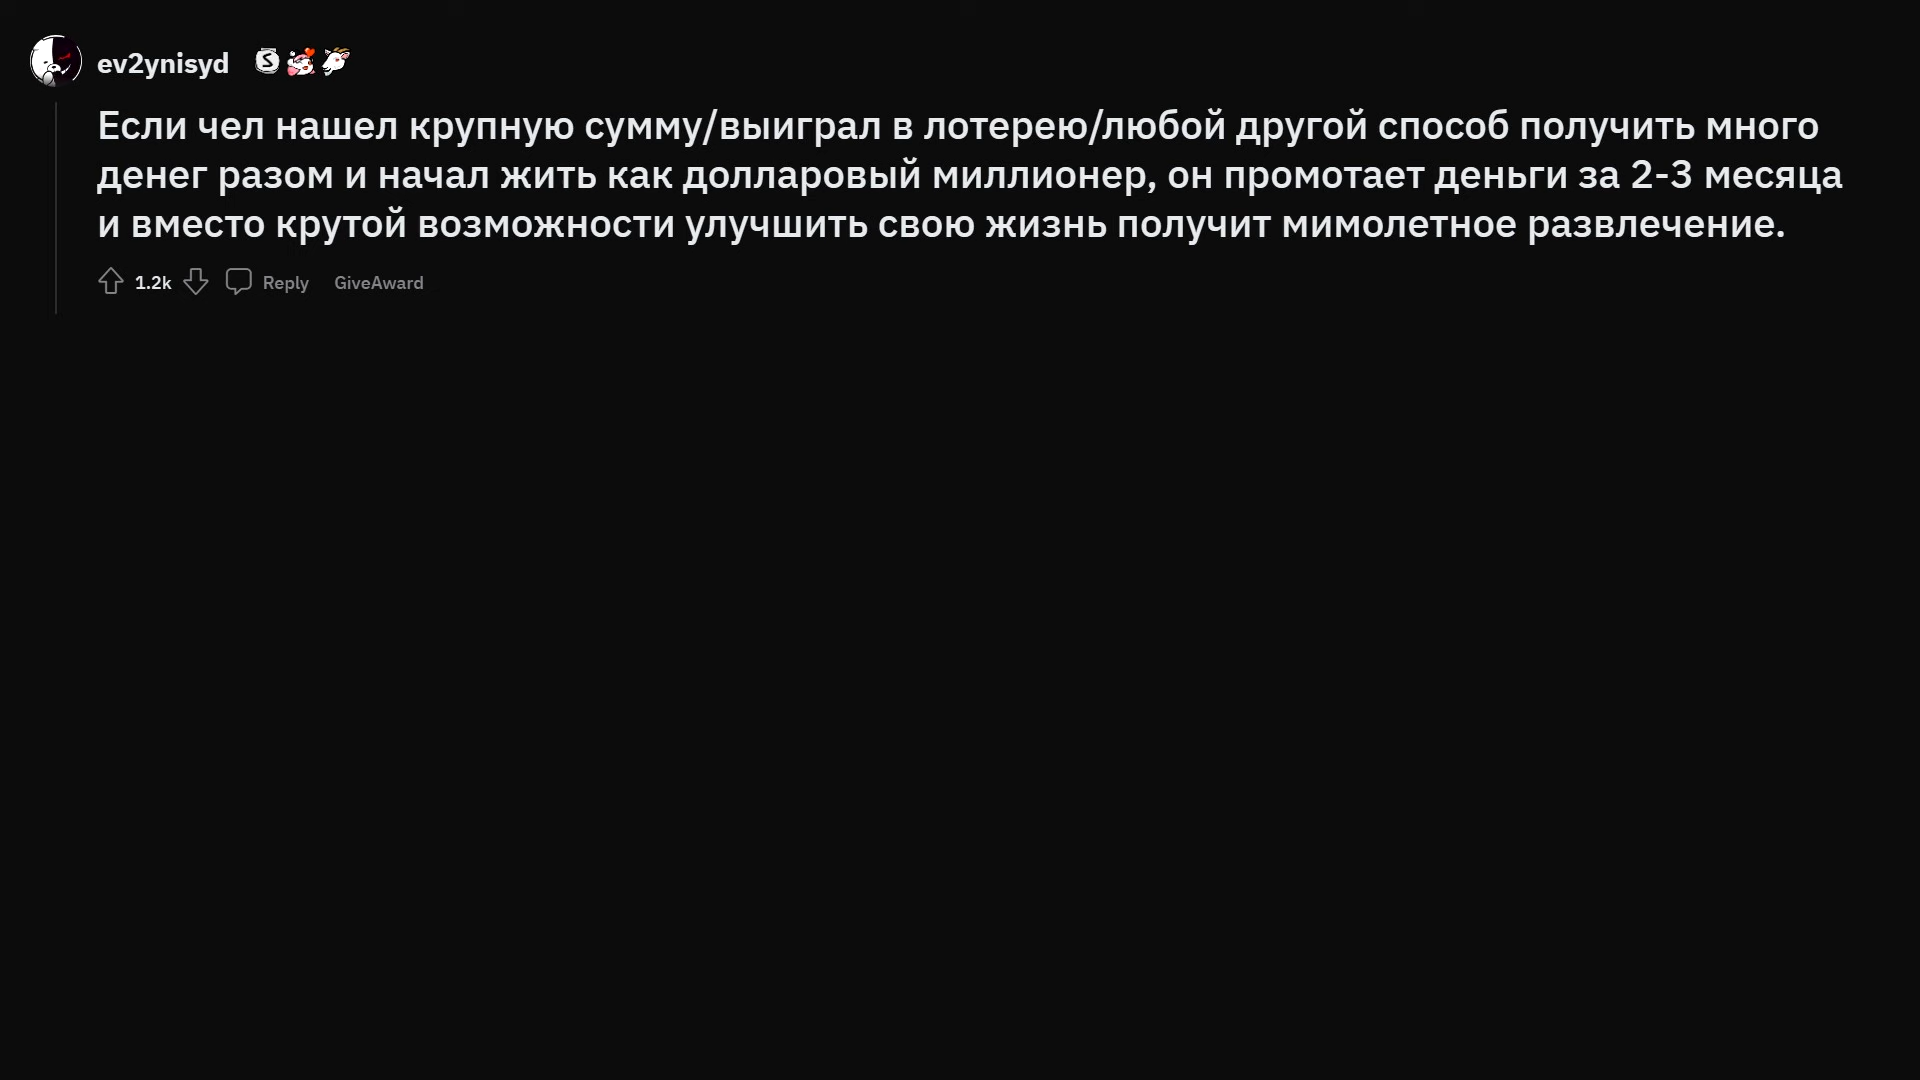 ev2ynisyd
Если чел нашел крупную сумму/выиграл в лотерею/любой другой способ получить много
денег разом и начал жить как долларовый миллионер, он промотает деньги за 2-3 месяца
и вместо крутой возможности улучшить свою жизнь получит мимолетное развлечение.
1.2k Reply GiveAward